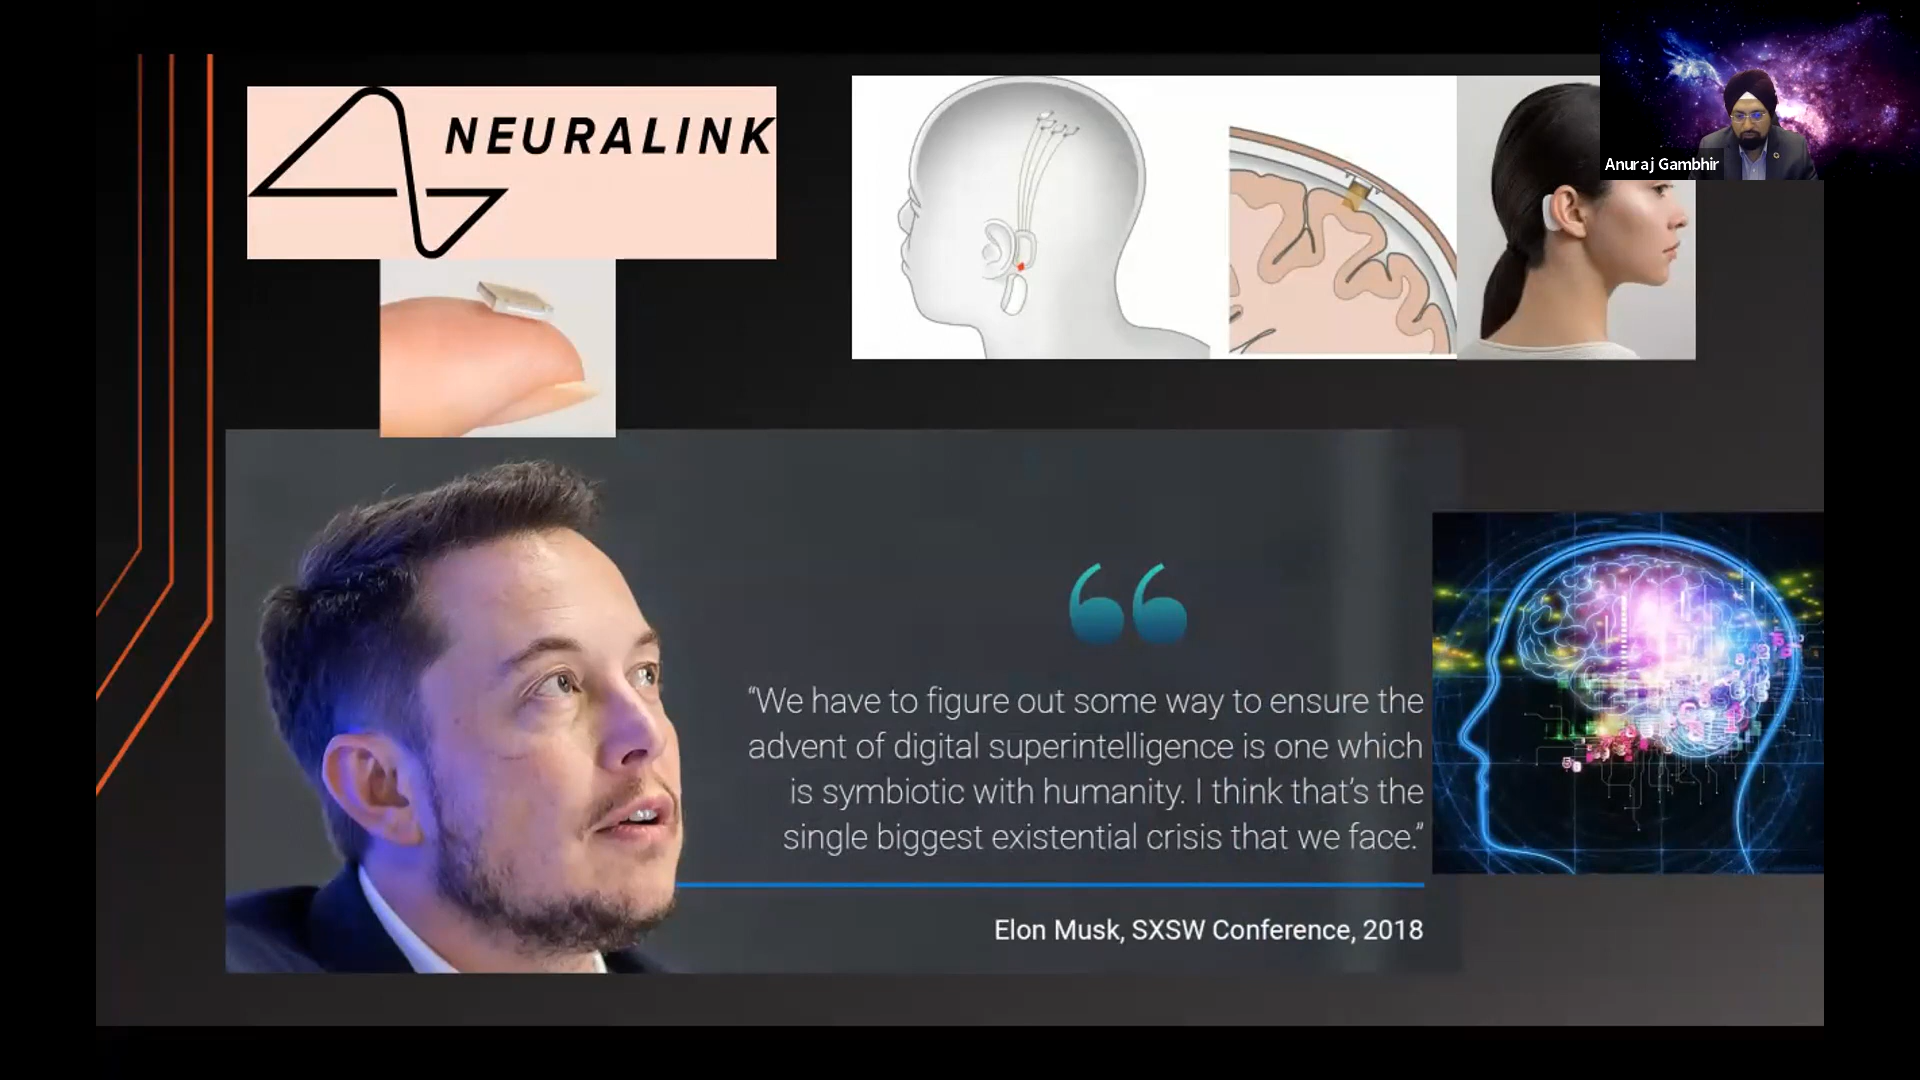 NEURALINK
Anuraj Gambhir
“We have to figure out some way to ensure the
advent of digital superintelligence is one which
is symbiotic with humanity. I think that’s the
single biggest existential crisis that we face.”
Elon Musk, SXSW Conference, 2018